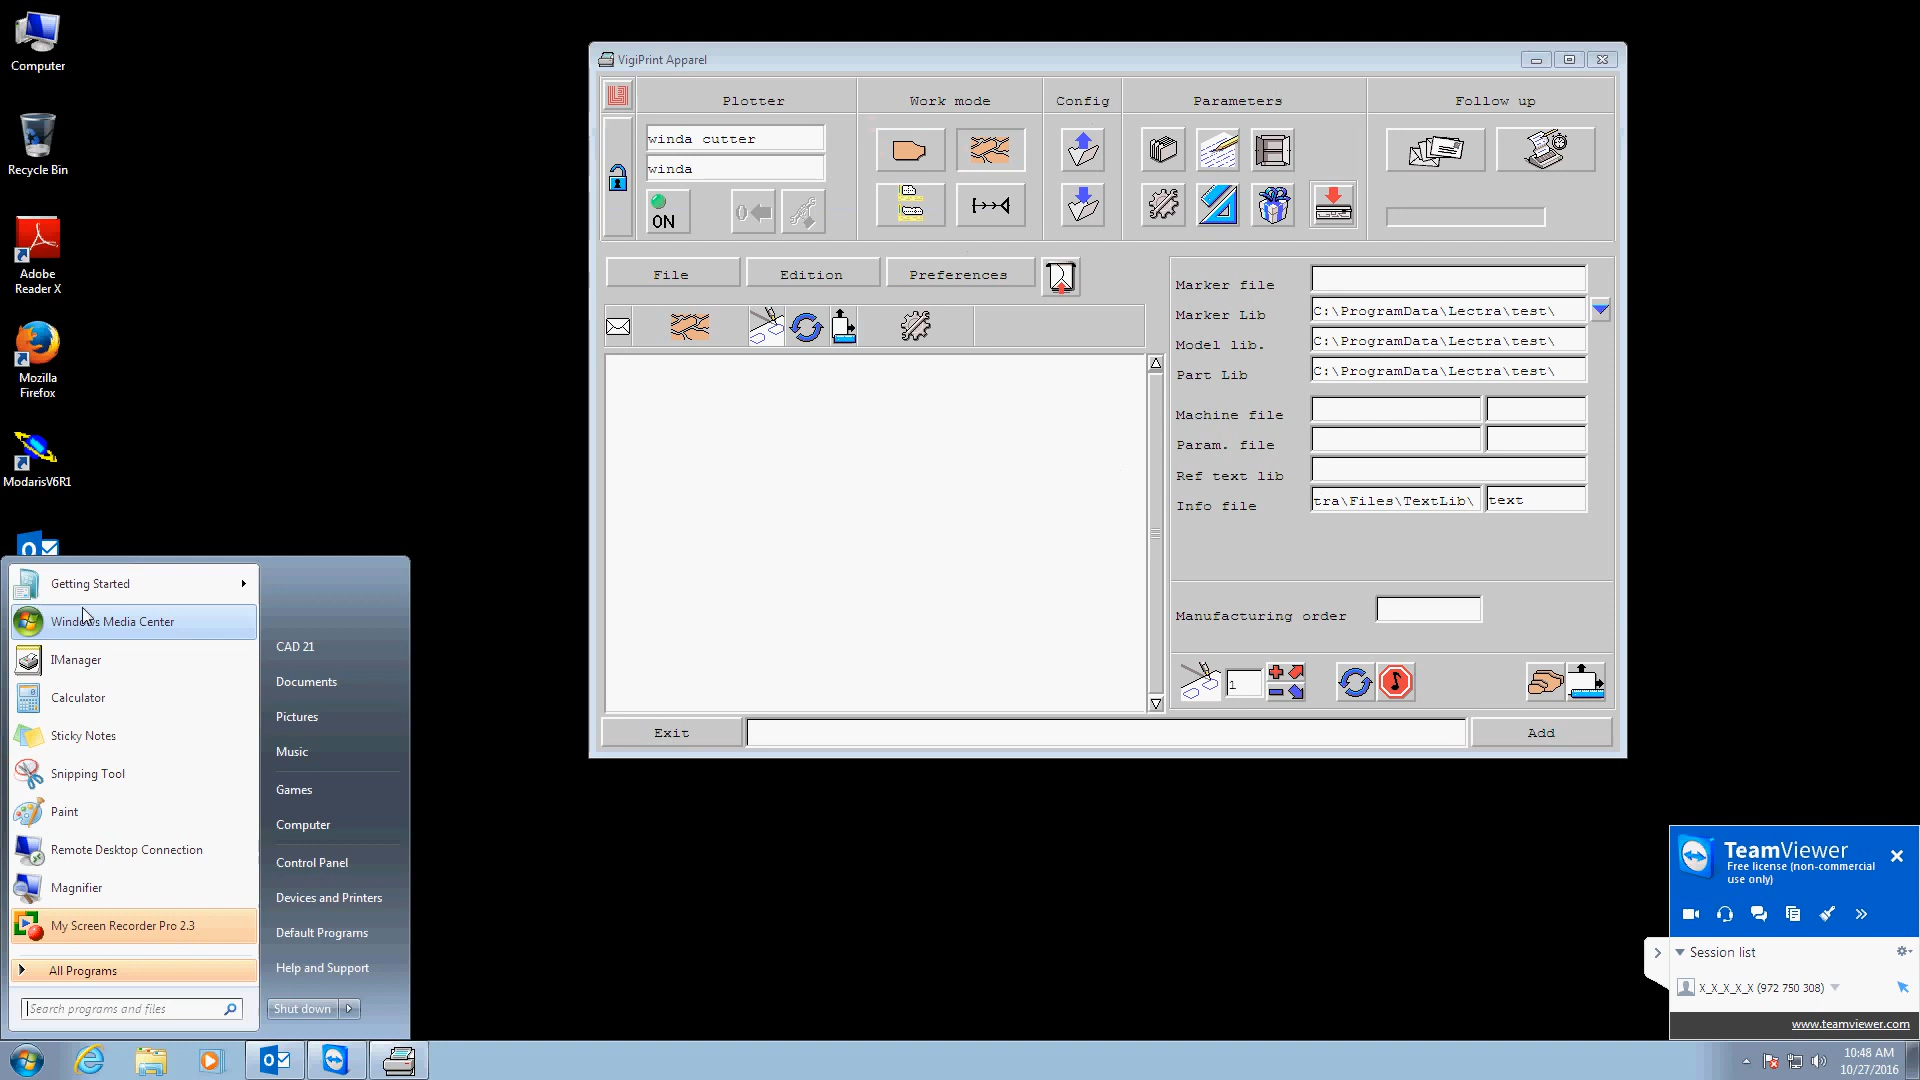 Computer
Recycle Bin
Adobe
Reader X
Mozilla
Firefox
ModarisV6R1
Getting Started
Windows Media Center
IManager
Calculator
Sticky Notes
Snipping Tool
Paint
Remote Desktop Connection
Magnifier
My Screen Recorder Pro 2.3
All Programs
Search programs and files
CAD 21
Documents
Pictures
Music
Games
Computer
Control Panel
Devices and Printers
Default Programs
Help and Support
Shut down
VigiPrint Apparel
Plotter
Work mode
Config
Parameters
Follow up
winda cutter
winda
ON
0
File
Edition
Preferences
Marker file
Marker Lib C:\ProgramData\Lectra\test\
Model lib. C:\ProgramData\Lectra\test\
Part Lib C:\ProgramData\Lectra\test\
Machine file
Param. file
Ref text lib
Info file tra\Files\TextLib\ text
Manufacturing order
1
Exit
Add
TeamViewer
Free license (non-commercial
use only)
Session list
X_X_X_X_X (972 750 308)
www.teamviewer.com
10:48 AM
10/27/2016